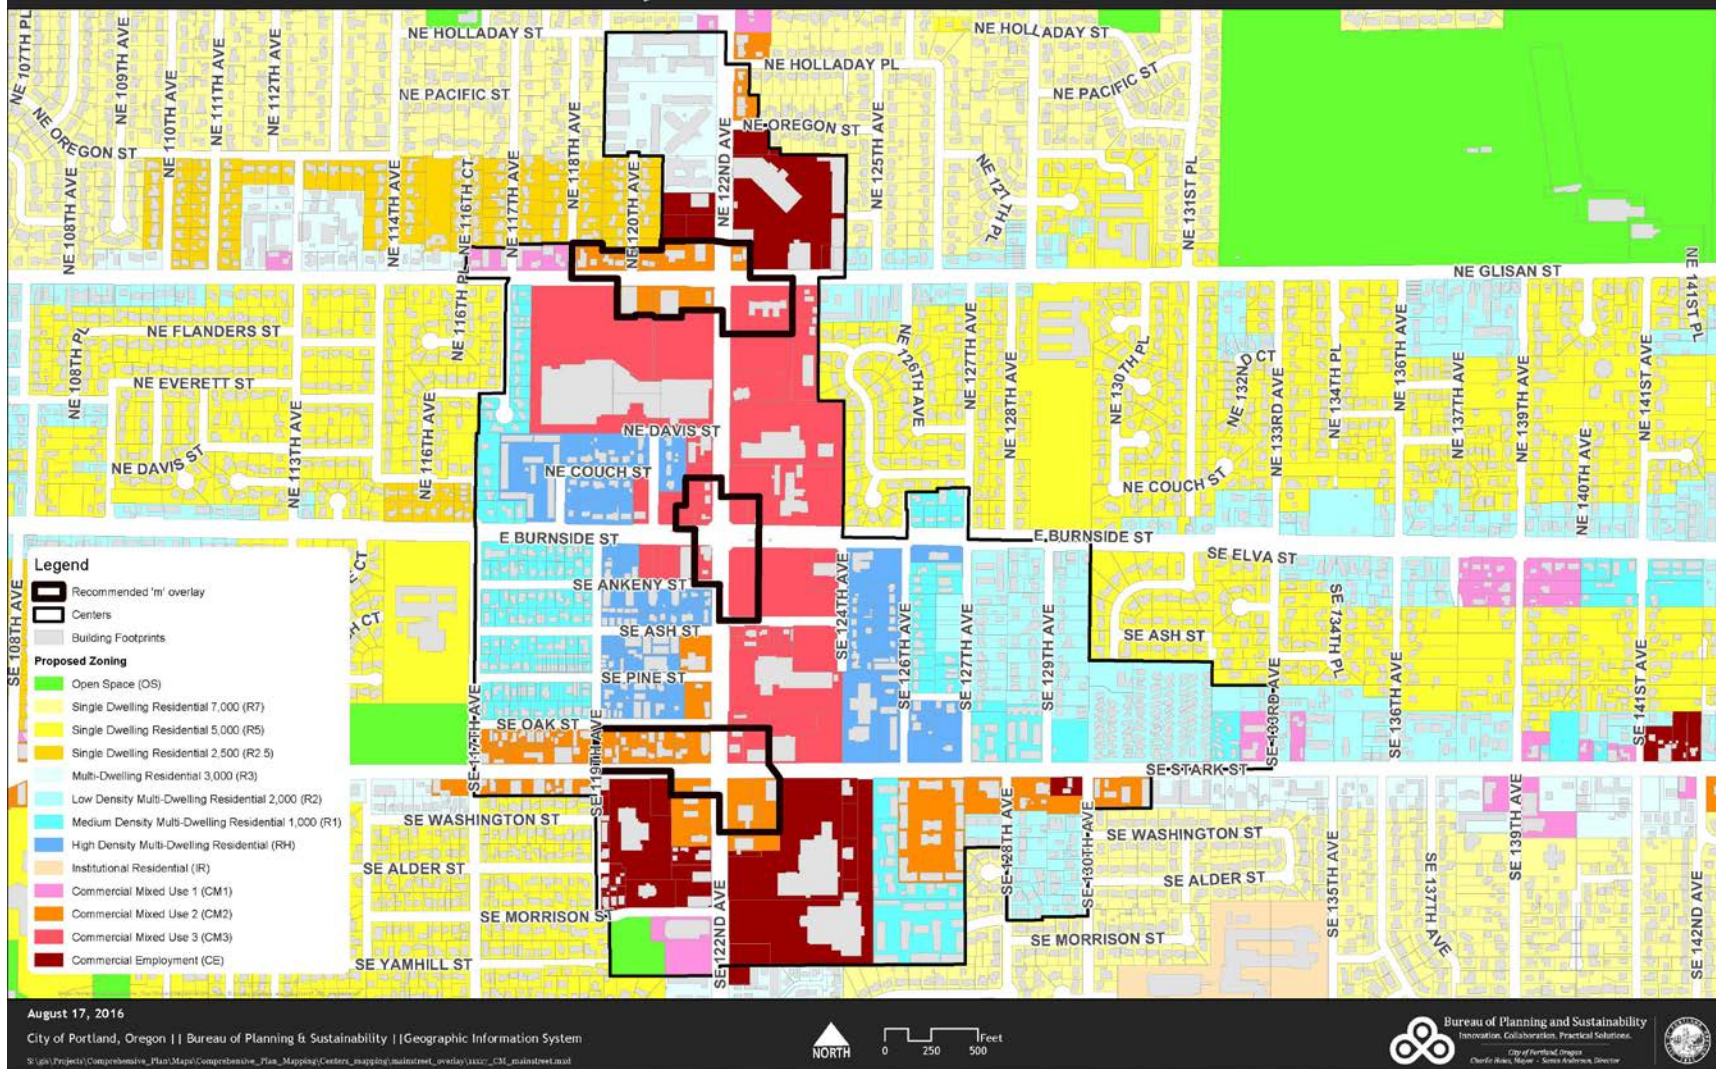 NE HOLLADAY ST
NE HOLLADAY ST
NE 107TH PL
NE 109TH AVE
NE 110TH AVE
NE 111TH AVE
NE 112TH AVE
NE HOLLADAY PL
NE PACIFIC ST
NE PACIFIC ST
NE OREGON ST
NE OREGON ST
NE 108TH AVE
NE 114TH AVE
NE 116TH CT
NE 117TH AVE
NE 118TH AVE
NE 120TH AVE
NE 122ND AVE
NE 125TH AVE
NE 127TH PL
NE 131ST PL
NE GLISAN ST
NE 141ST PL
NE 116TH PL
NE FLANDERS ST
NE 108TH PL
NE EVERETT ST
NE 126TH AVE
NE 127TH AVE
NE 128TH AVE
NE 130TH PL
NE 132ND CT
NE 133RD AVE
NE 134TH PL
NE 136TH AVE
NE 137TH AVE
NE 139TH AVE
NE 140TH AVE
NE 141ST AVE
NE DAVIS ST
NE DAVIS ST
NE 113TH AVE
NE 116TH AVE
NE COUCH ST
NE COUCH ST
E BURNSIDE ST
E BURNSIDE ST
SE ELVA ST
SE ANKENY ST
SE ASH ST
SE ASH ST
SE PINE ST
SE OAK ST
SE 108TH AVE
SE 117TH AVE
SE 119TH AVE
SE 124TH AVE
SE 126TH AVE
SE 127TH AVE
SE 129TH AVE
SE 133RD AVE
SE 134TH PL
SE 136TH AVE
SE 141ST AVE
SE STARK ST
SE WASHINGTON ST
SE WASHINGTON ST
SE ALDER ST
SE ALDER ST
SE MORRISON ST
SE MORRISON ST
SE YAMHILL ST
SE 122ND AVE
SE 128TH AVE
SE 130TH AVE
SE 135TH AVE
SE 137TH AVE
SE 139TH AVE
SE 142ND AVE
Legend
Recommended 'm' overlay
Centers
Building Footprints
Proposed Zoning
Open Space (OS)
Single Dwelling Residential 7,000 (R7)
Single Dwelling Residential 5,000 (R5)
Single Dwelling Residential 2,500 (R2.5)
Multi-Dwelling Residential 3,000 (R3)
Low Density Multi-Dwelling Residential 2,000 (R2)
Medium Density Multi-Dwelling Residential 1,000 (R1)
High Density Multi-Dwelling Residential (RH)
Institutional Residential (IR)
Commercial Mixed Use 1 (CM1)
Commercial Mixed Use 2 (CM2)
Commercial Mixed Use 3 (CM3)
Commercial Employment (CE)
August 17, 2016
City of Portland, Oregon || Bureau of Planning & Sustainability ||Geographic Information System
NORTH
Feet
0 250 500
Bureau of Planning and Sustainability
Innovation. Collaboration. Practical Solutions.
City of Portland, Oregon
Charlie Hales, Mayor - Susan Anderson, Director